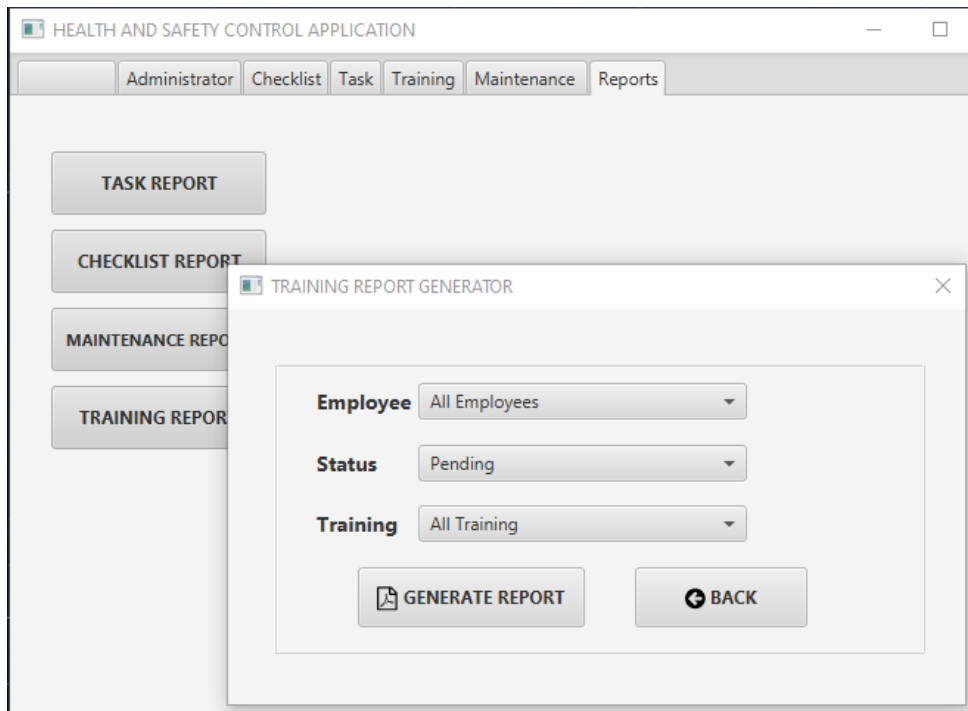 HEALTH AND SAFETY CONTROL APPLICATION
Administrator Checklist Task Training Maintenance Reports
TASK REPORT
CHECKLIST REPORT
MAINTENANCE REPO
TRAINING REPOR
TRAINING REPORT GENERATOR
Employee All Employees
Status Pending
Training All Training
GENERATE REPORT BACK